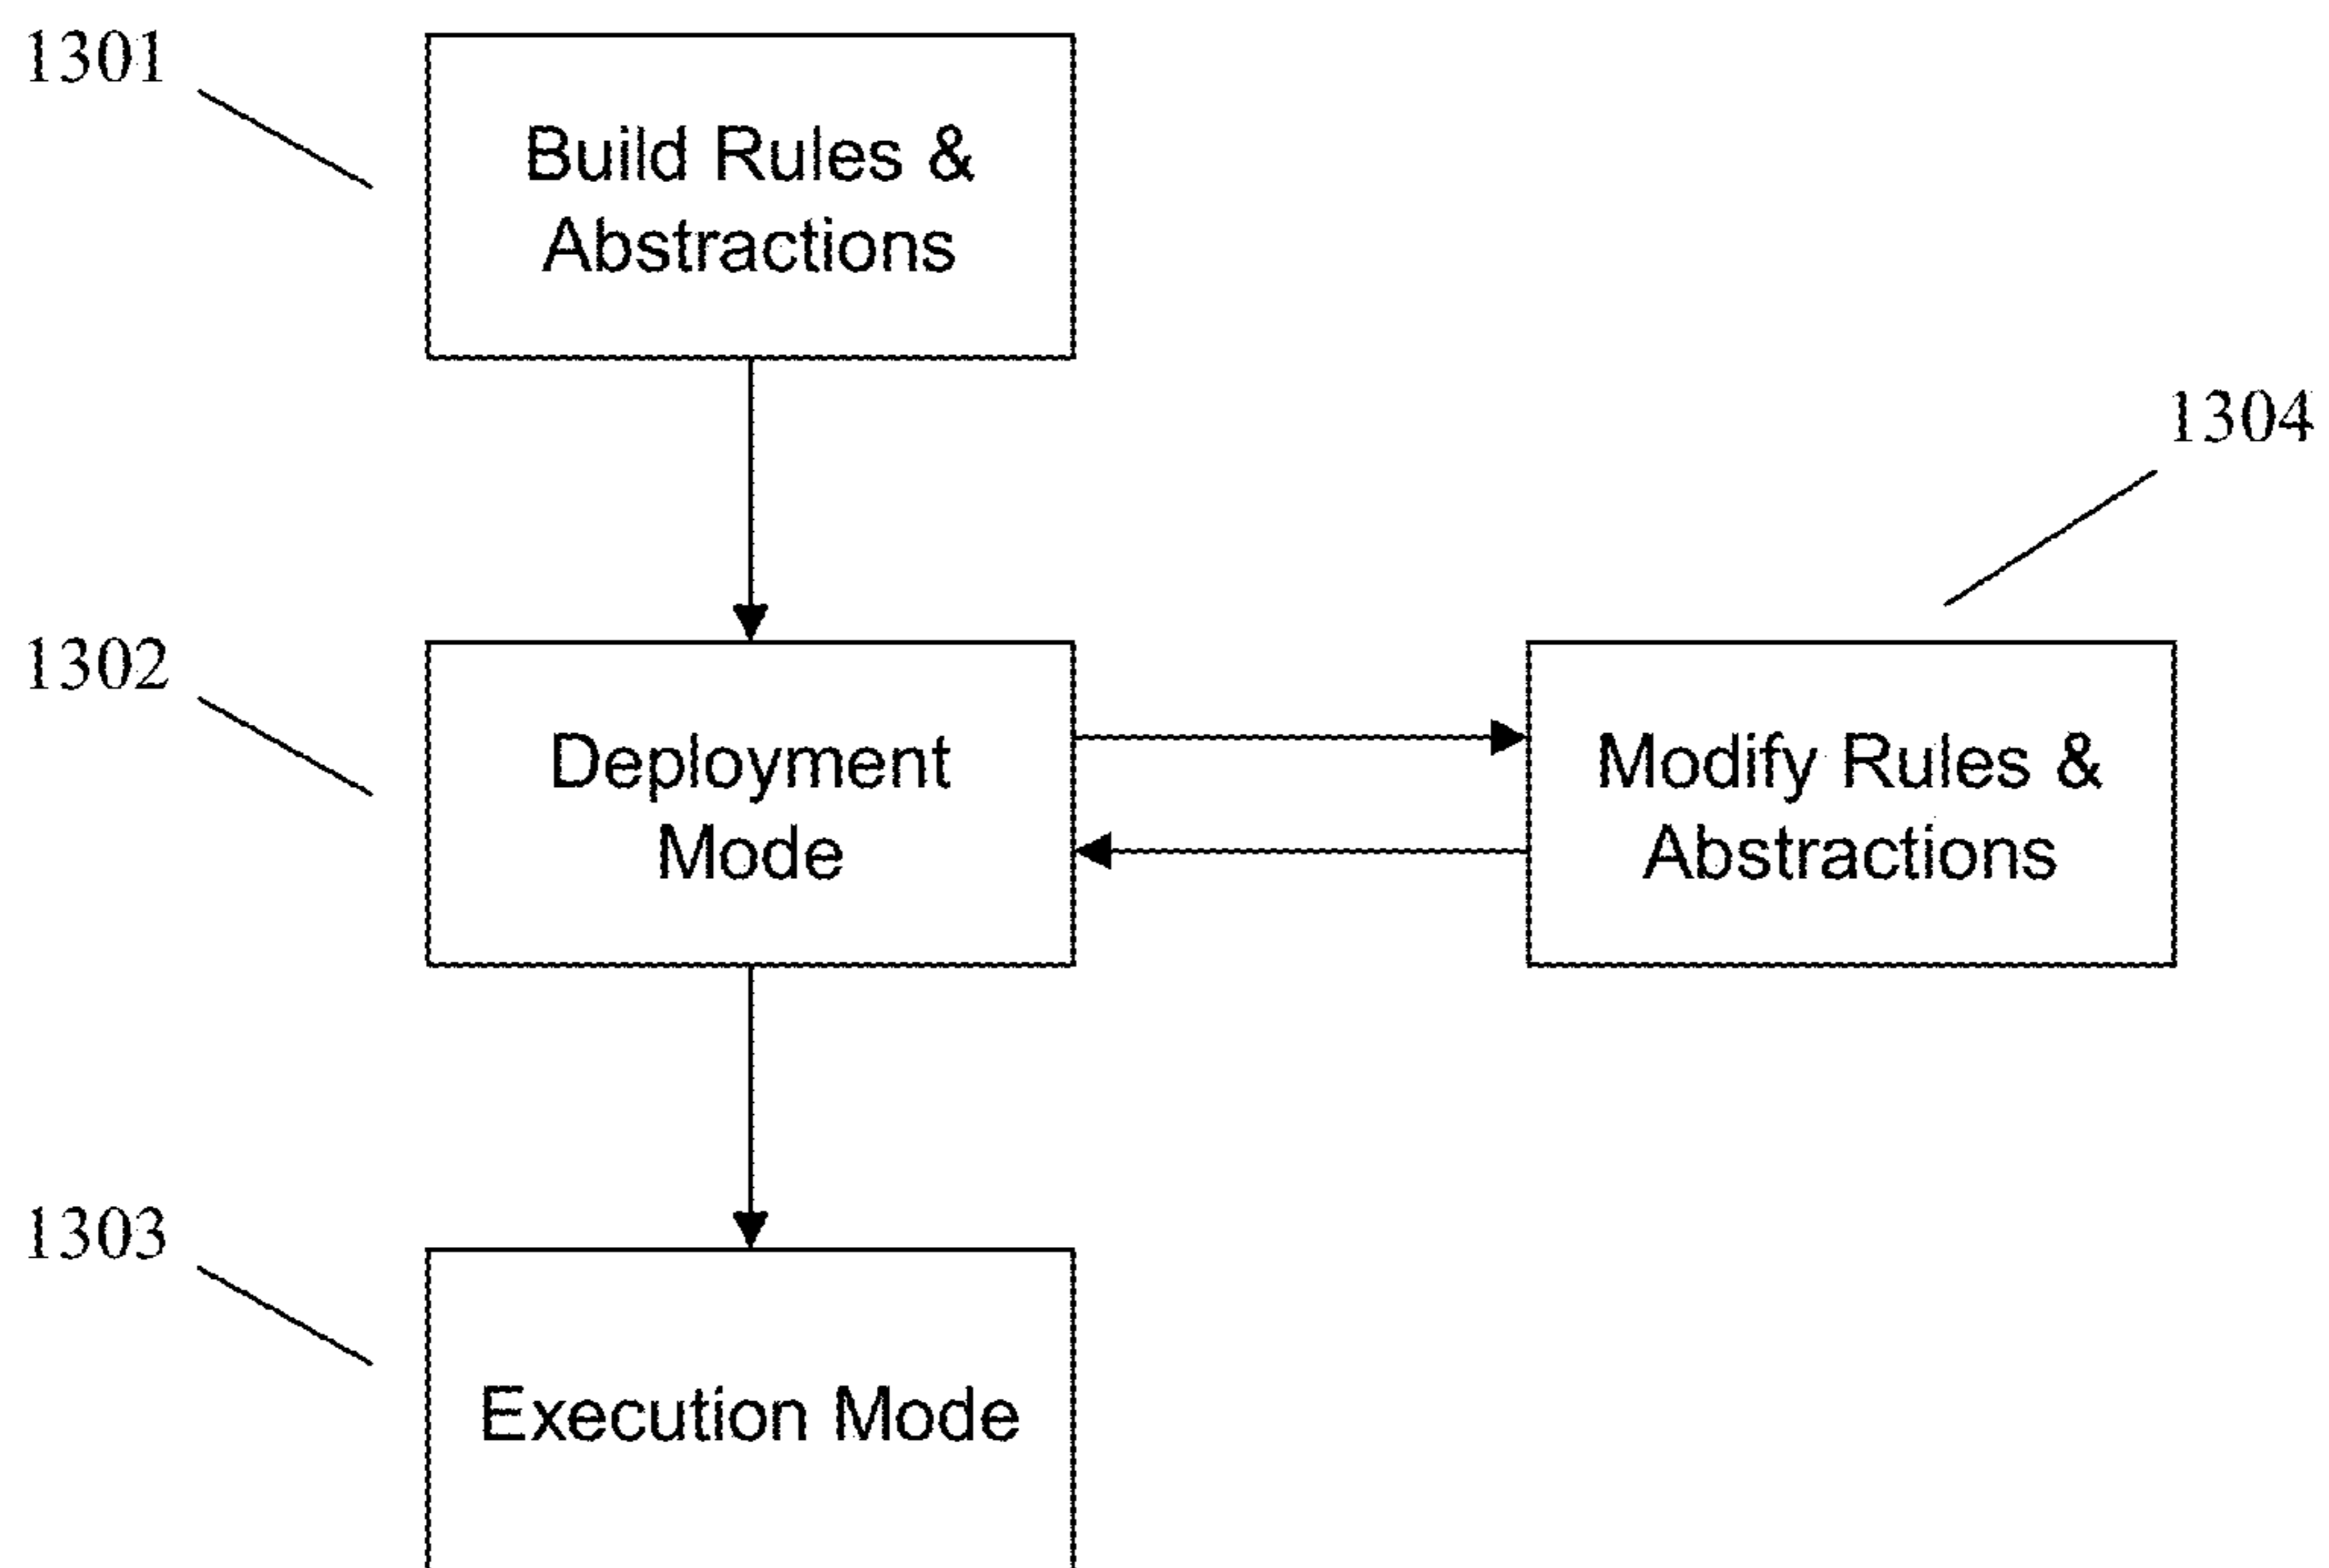 1301
Build Rules &
Abstractions
1304
1302
Deployment
Mode
Modify Rules &
Abstractions
1303
Execution Mode